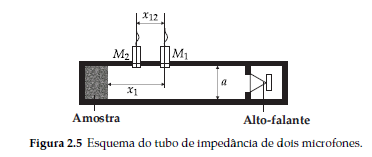 x12
M2 M1
a
x1
Amostra Alto-falante
Figura 2.5 Esquema do tubo de impedância de dois microfones.